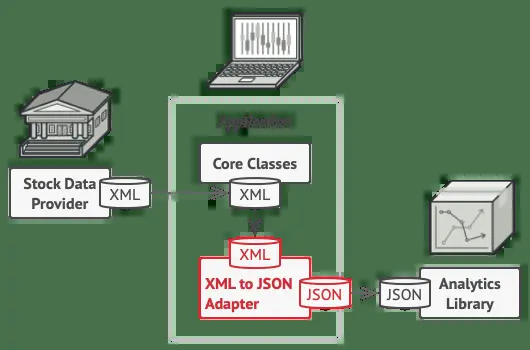 Application
Core Classes
XML
Stock Data
Provider
XML
XML
XML to JSON
Adapter
JSON
JSON
Analytics
Library